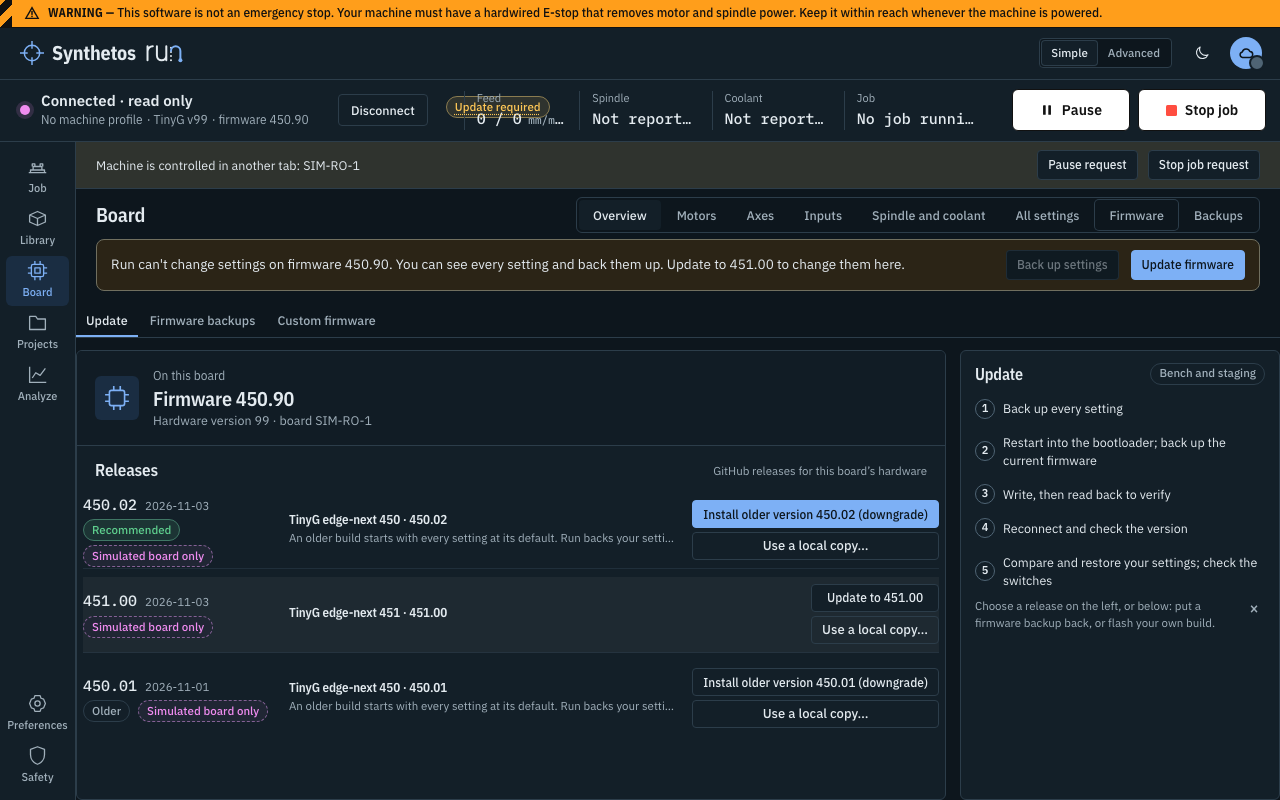 WARNING — This software is not an emergency stop. Your machine must have a hardwired E-stop that removes motor and spindle power. Keep it within reach whenever the machine is powered.
Synthetos run
Simple
Advanced
Connected · read only
No machine profile · TinyG v99 · firmware 450.90
Disconnect
Update required
Feed
0 / 0 mm/m…
Spindle
Not report…
Coolant
Not report…
Job
No job runni…
Pause
Stop job
Job
Library
Board
Projects
Analyze
Preferences
Safety
Machine is controlled in another tab: SIM-RO-1
Pause request
Stop job request
Board
Overview
Motors
Axes
Inputs
Spindle and coolant
All settings
Firmware
Backups
Run can't change settings on firmware 450.90. You can see every setting and back them up. Update to 451.00 to change them here.
Back up settings
Update firmware
Update
Firmware backups
Custom firmware
On this board
Firmware 450.90
Hardware version 99 · board SIM-RO-1
Releases
GitHub releases for this board's hardware
450.02 2026-11-03
Recommended
Simulated board only
TinyG edge-next 450 · 450.02
An older build starts with every setting at its default. Run backs your setti…
Install older version 450.02 (downgrade)
Use a local copy…
451.00 2026-11-03
Simulated board only
TinyG edge-next 451 · 451.00
Update to 451.00
Use a local copy…
450.01 2026-11-01
Older
Simulated board only
TinyG edge-next 450 · 450.01
An older build starts with every setting at its default. Run backs your setti…
Install older version 450.01 (downgrade)
Use a local copy…
Update
Bench and staging
1 Back up every setting
2 Restart into the bootloader; back up the
current firmware
3 Write, then read back to verify
4 Reconnect and check the version
5 Compare and restore your settings; check the
switches
Choose a release on the left, or below: put a
firmware backup back, or flash your own build.
×